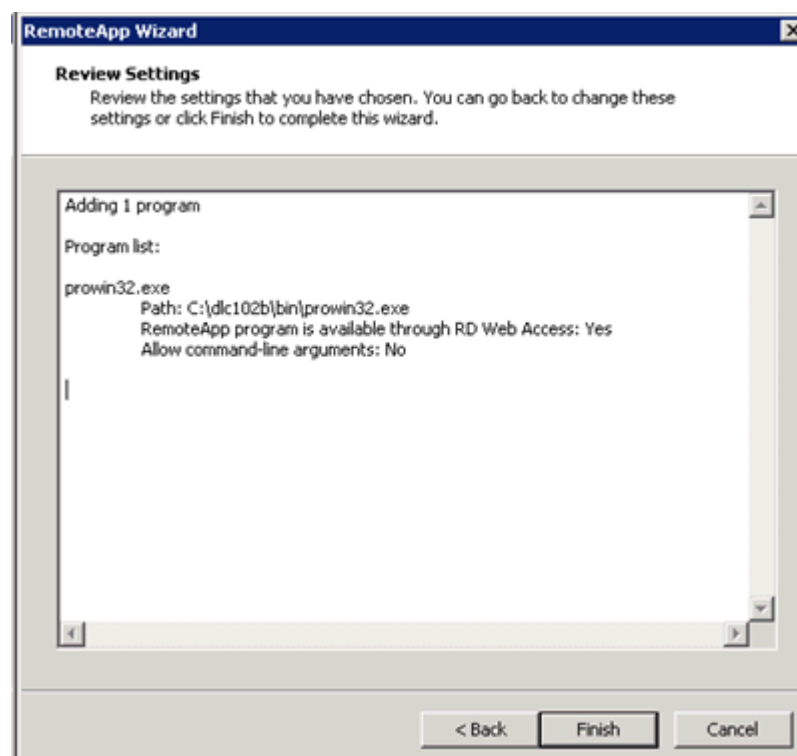 RemoteApp Wizard
Review Settings
Review the settings that you have chosen. You can go back to change these
settings or click Finish to complete this wizard.
Adding 1 program
Program list:
prowin32.exe
Path: C:\dlc102b\bin\prowin32.exe
RemoteApp program is available through RD Web Access: Yes
Allow command-line arguments: No
< Back
Finish
Cancel